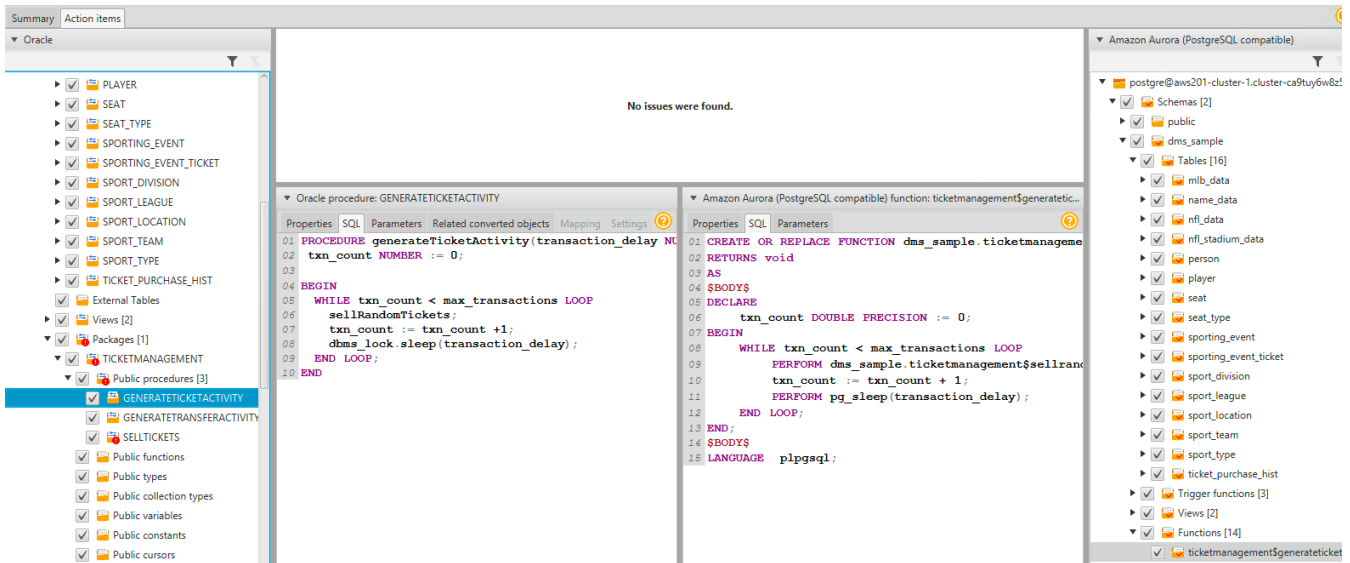 Summary
Action items
Oracle
PLAYER
SEAT
SEAT_TYPE
SPORTING_EVENT
SPORTING_EVENT_TICKET
SPORT_DIVISION
SPORT_LEAGUE
SPORT_LOCATION
SPORT_TEAM
SPORT_TYPE
TICKET_PURCHASE_HIST
External Tables
Views [2]
Packages [1]
TICKETMANAGEMENT
Public procedures [3]
GENERATETICKETACTIVITY
GENERATETRANSFERACTIVITY
SELLTICKETS
Public functions
Public types
Public collection types
Public variables
Public constants
Public cursors
No issues were found.
Oracle procedure: GENERATETICKETACTIVITY
Properties SQL Parameters Related converted objects Mapping Settings ?
01 PROCEDURE generateTicketActivity(transaction_delay NU
02 txn_count NUMBER := 0;
03
04 BEGIN
05 WHILE txn_count < max_transactions LOOP
06 sellRandomTickets;
07 txn_count := txn_count +1;
08 dbms_lock.sleep(transaction_delay);
09 END LOOP;
10 END
Amazon Aurora (PostgreSQL compatible) function: ticketmanagement$generatetic...
Properties SQL Parameters ?
01 CREATE OR REPLACE FUNCTION dms_sample.ticketmanageme
02 RETURNS void
03 AS
04 $BODY$
05 DECLARE
06 txn_count DOUBLE PRECISION := 0;
07 BEGIN
08 WHILE txn_count < max_transactions LOOP
09 PERFORM dms_sample.ticketmanagement$sellrand
10 txn_count := txn_count + 1;
11 PERFORM pg_sleep(transaction_delay);
12 END LOOP;
13 END;
14 $BODY$
15 LANGUAGE plpgsql;
Amazon Aurora (PostgreSQL compatible)
postgre@aws201-cluster-1.cluster-ca9tuy6w8z5
Schemas [2]
public
dms_sample
Tables [16]
mlb_data
name_data
nfl_data
nfl_stadium_data
person
player
seat
seat_type
sporting_event
sporting_event_ticket
sport_division
sport_league
sport_location
sport_team
sport_type
ticket_purchase_hist
Trigger functions [3]
Views [2]
Functions [14]
ticketmanagement$generateticket